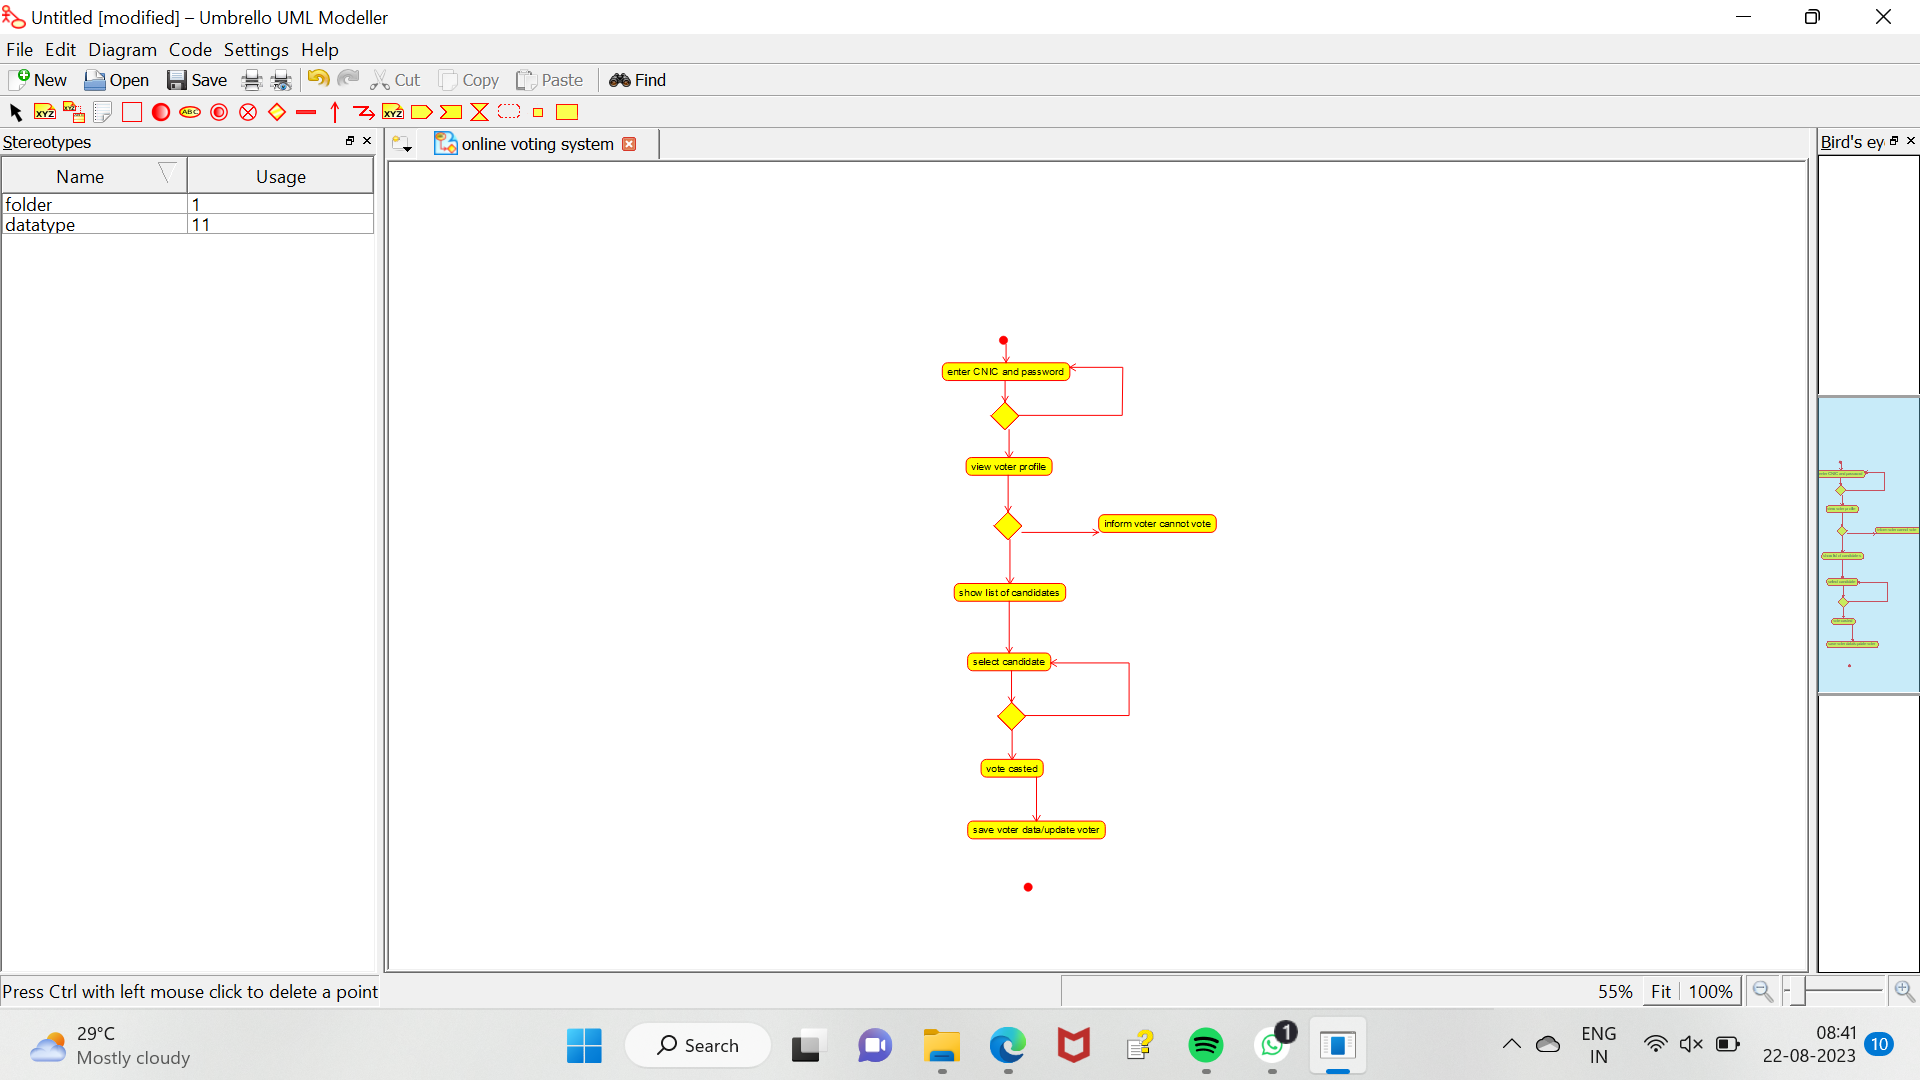 Untitled [modified] – Umbrello UML Modeller
File Edit Diagram Code Settings Help
New Open Save Cut Copy Paste Find
XYZ XYZ ABC XYZ
Stereotypes
online voting system
Bird's ey
Name Usage
folder 1
datatype 11
enter CNIC and password
view voter profile
inform voter cannot vote
show list of candidates
select candidate
vote casted
save voter data/update voter
Press Ctrl with left mouse click to delete a point
55% Fit 100%
29°C
Mostly cloudy
Search
1
ENG
IN
08:41
22-08-2023
10